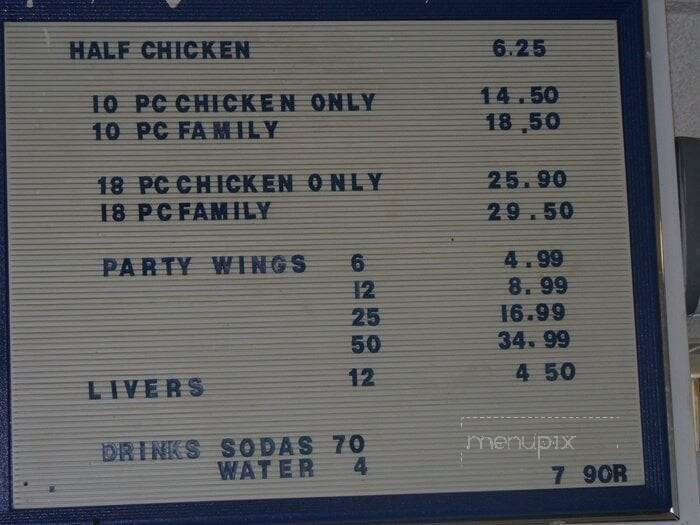 HALF CHICKEN 6.25
10 PC CHICKEN ONLY 14.50
10 PC FAMILY 18.50
18 PC CHICKEN ONLY 25.90
18 PC FAMILY 29.50
PARTY WINGS 6 4.99
12 8.99
25 16.99
50 34.99
LIVERS 12 4 50
DRINKS SODAS 70
WATER 4
menupix
7 90R